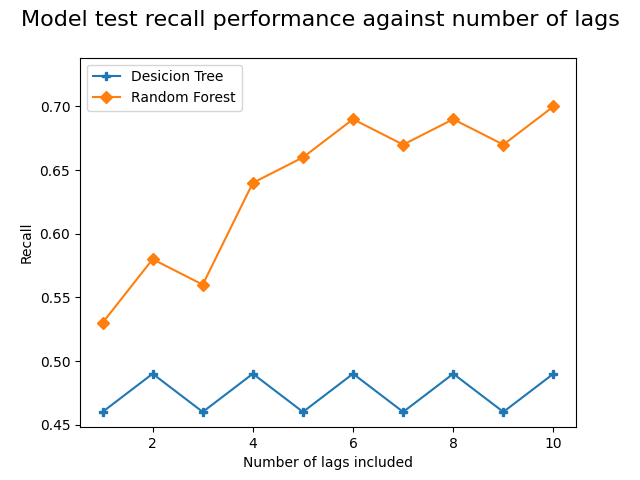 Model test recall performance against number of lags
Desicion Tree
Random Forest
0.70
0.65
0.60
0.55
0.50
0.45
Recall
2 4 6 8 10
Number of lags included